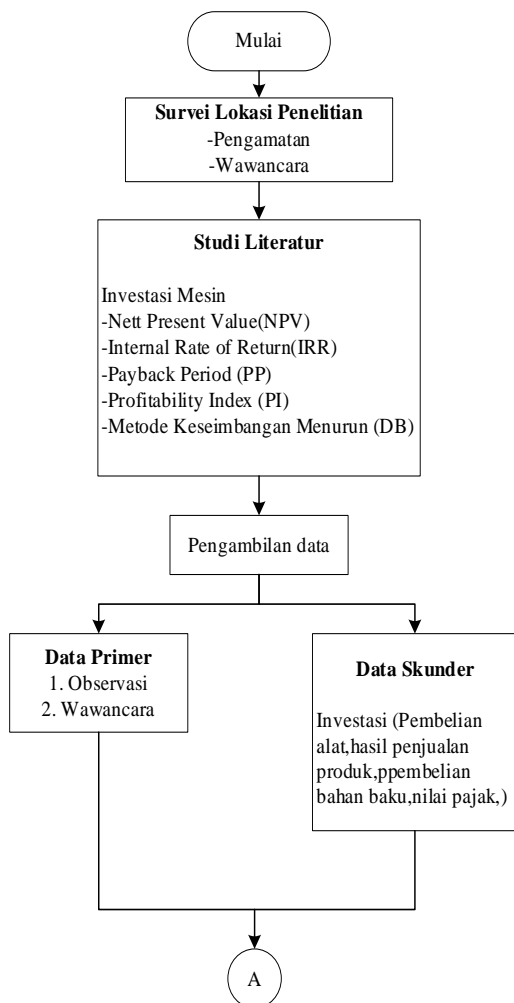 Mulai
Survei Lokasi Penelitian
-Pengamatan
-Wawancara
Studi Literatur
Investasi Mesin
-Nett Present Value(NPV)
-Internal Rate of Return(IRR)
-Payback Period (PP)
-Profitability Index (PI)
-Metode Keseimbangan Menurun (DB)
Pengambilan data
Data Primer
1. Observasi
2. Wawancara
Data Skunder
Investasi (Pembelian
alat,hasil penjualan
produk,ppembelian
bahan baku,nilai pajak,)
A